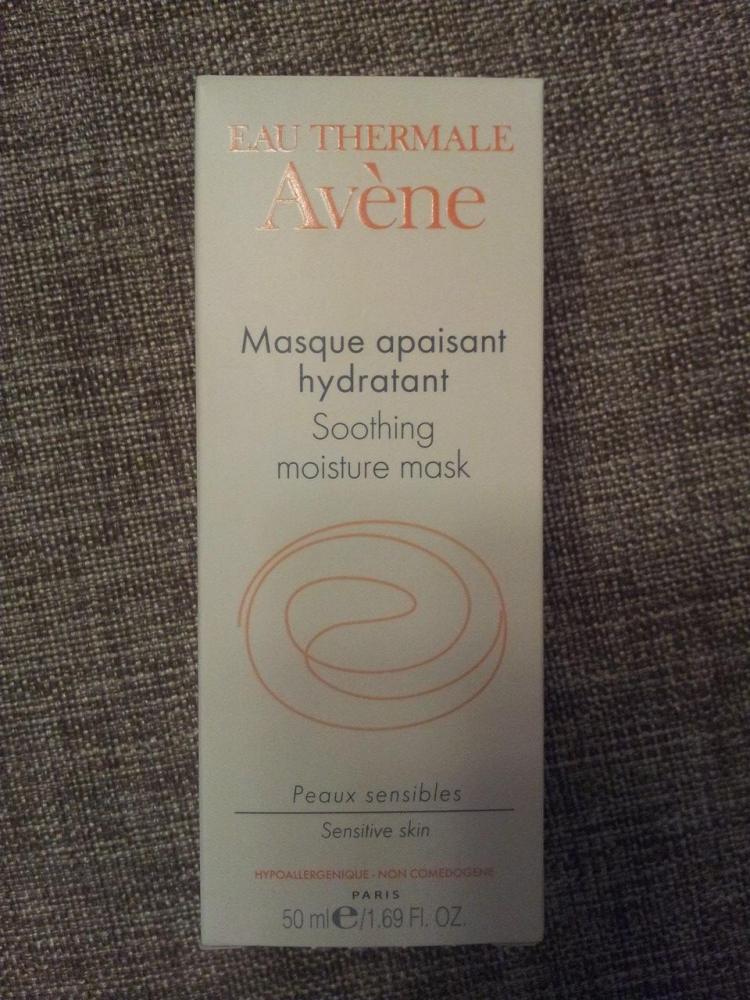 EAU THERMALE
Avène
Masque apaisant
hydratant
Soothing
moisture mask
Peaux sensibles
Sensitive skin
HYPOALLERGENIQUE - NON COMEDOGENE
PARIS
50 ml℮/1.69 Fl. OZ.